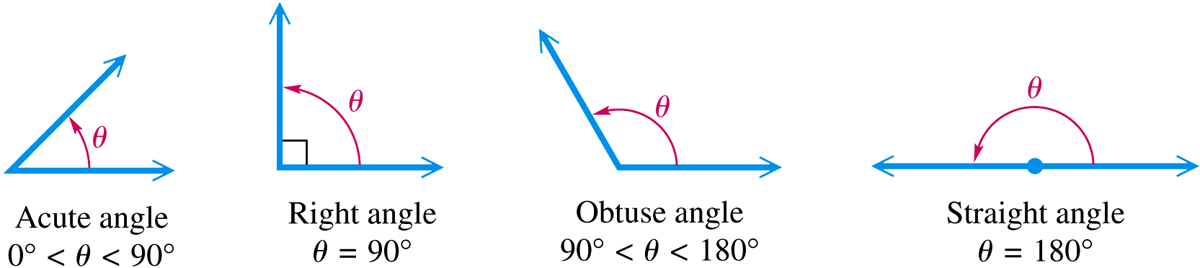 θ
Acute angle
0° < θ < 90°
θ
Right angle
θ = 90°
θ
Obtuse angle
90° < θ < 180°
θ
Straight angle
θ = 180°